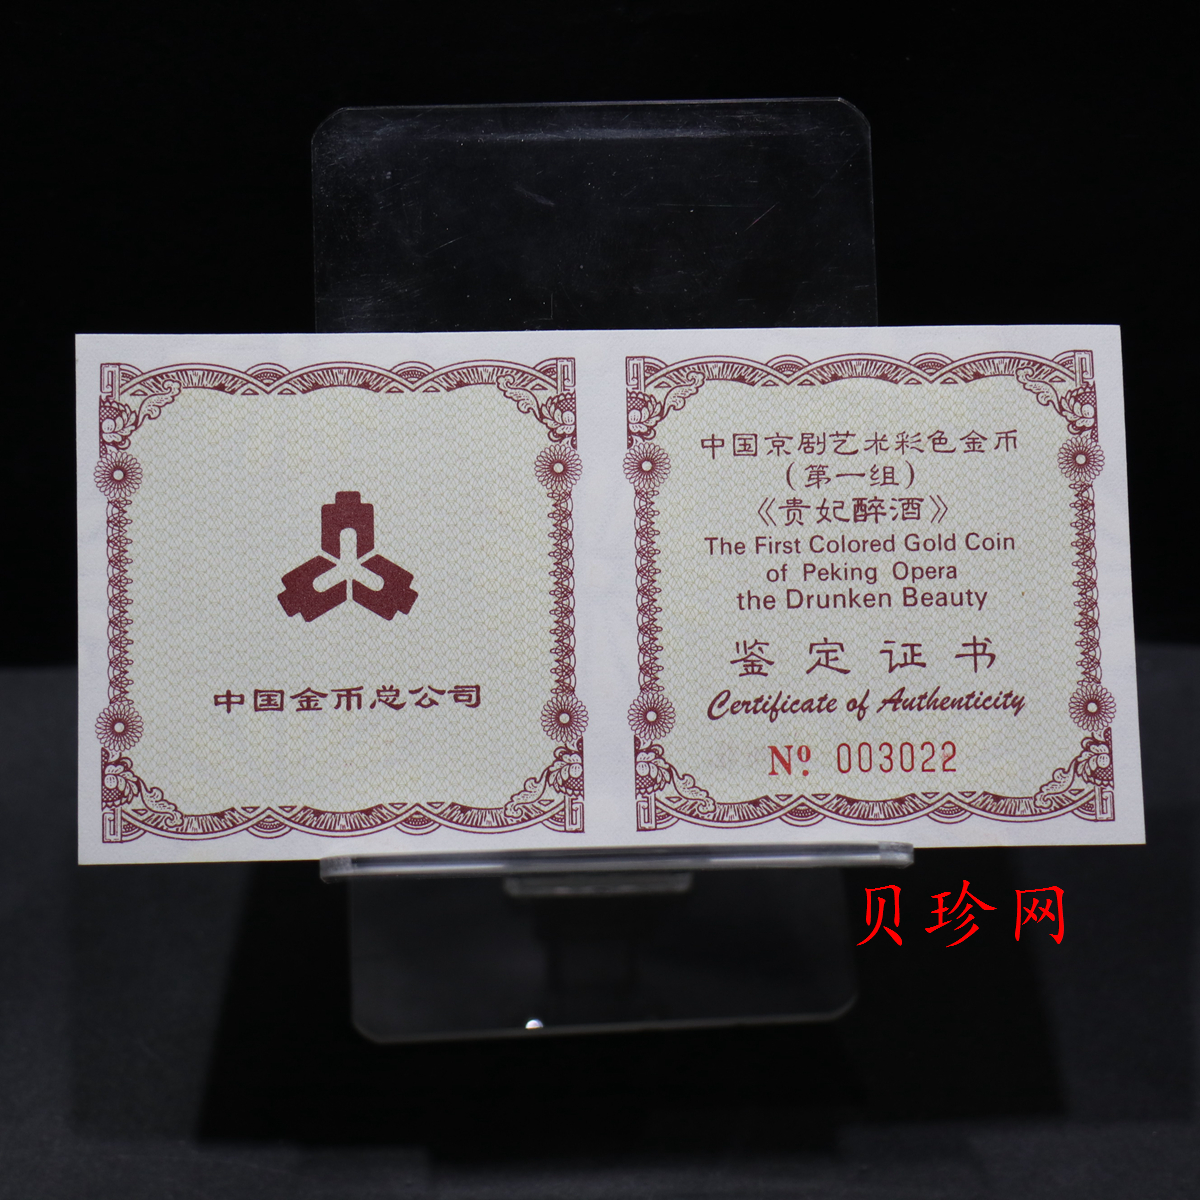 中国金币总公司
中国京剧艺术彩色金币
(第一组)
《贵妃醉酒》
The First Colored Gold Coin
of Peking Opera
the Drunken Beauty
鉴定证书
Certificate of Authenticity
Nº. 003022
贝珍网